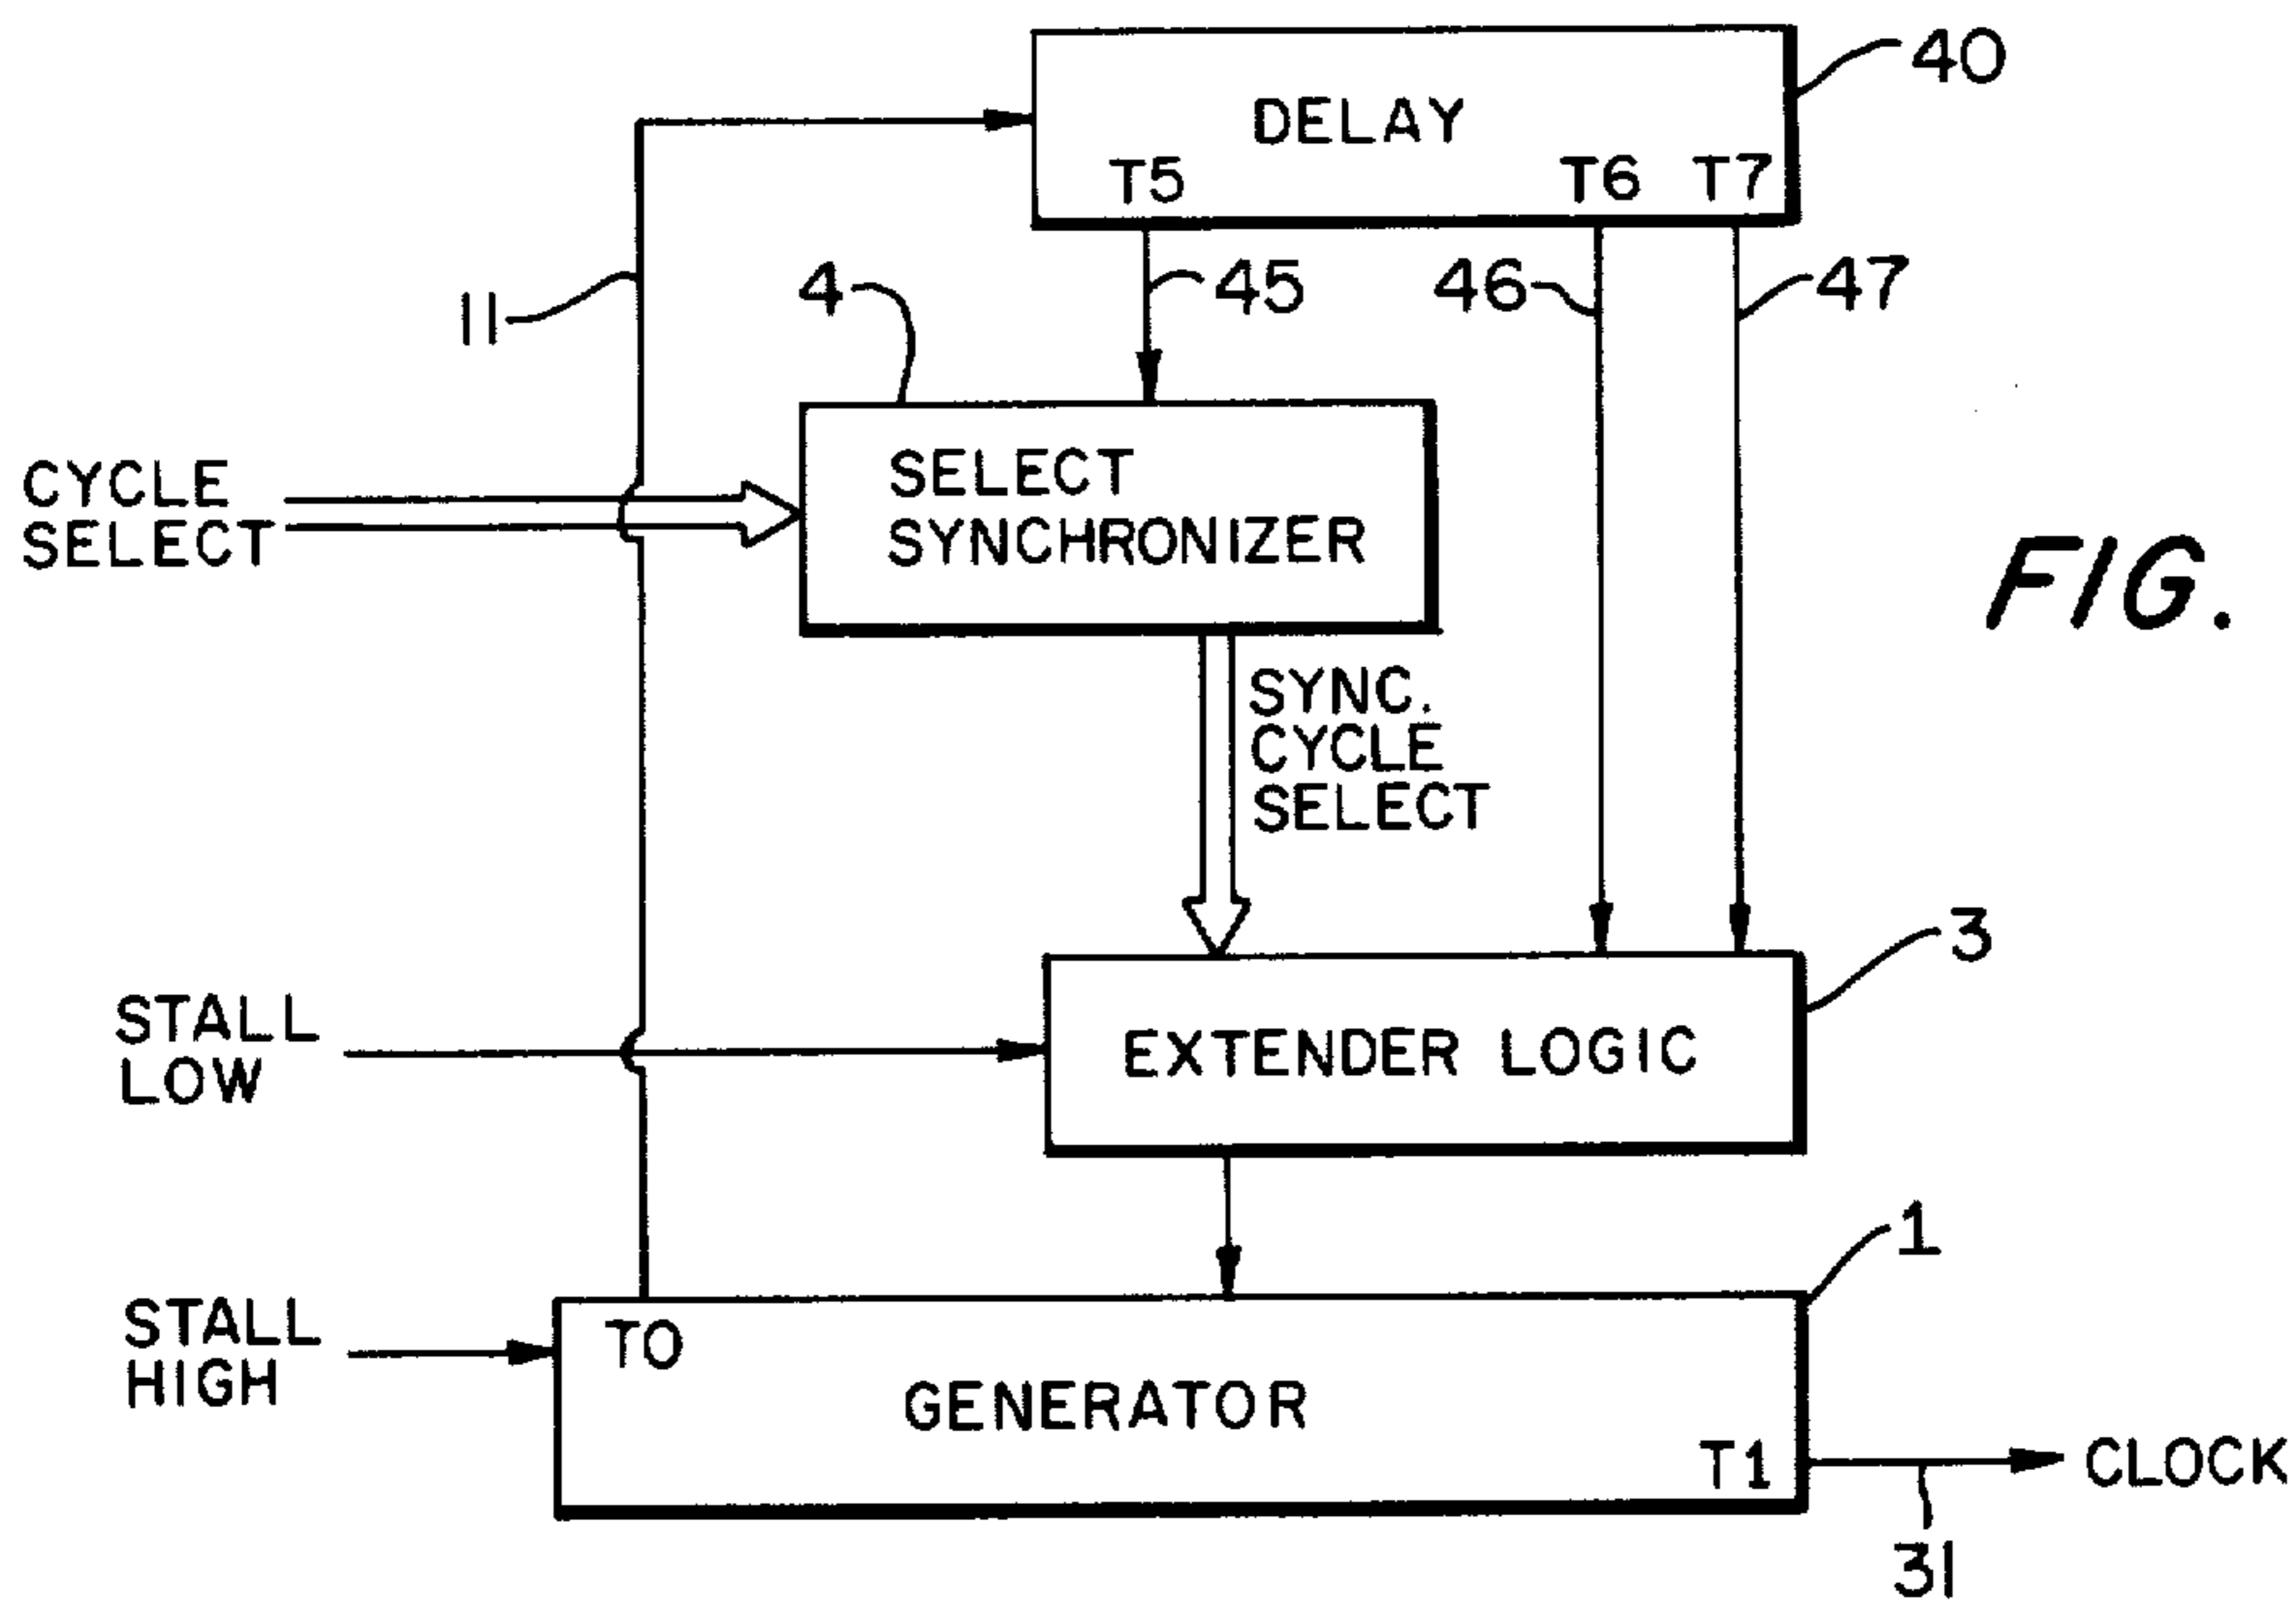 40
DELAY
T5 T6 T7
11
4
45
46
47
CYCLE
SELECT
SELECT
SYNCHRONIZER
FIG.
SYNC.
CYCLE
SELECT
3
STALL
LOW
EXTENDER LOGIC
1
STALL
HIGH
T0
GENERATOR
T1
CLOCK
31